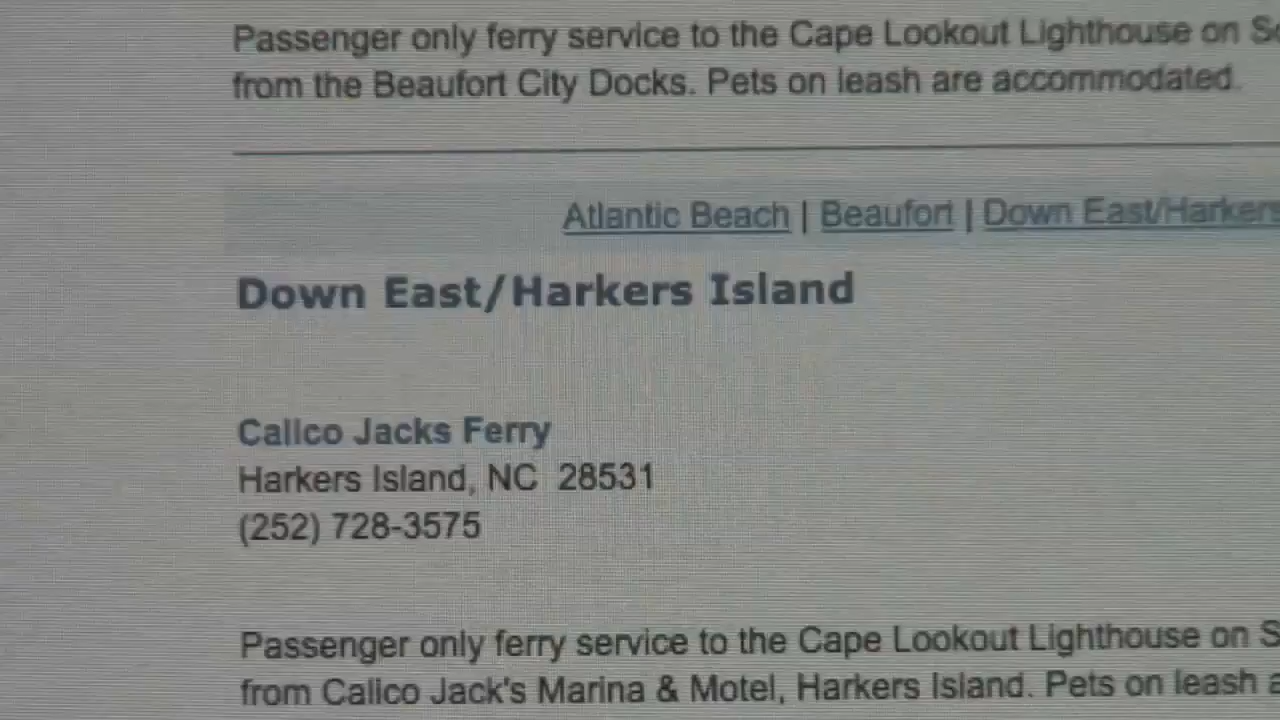 Passenger only ferry service to the Cape Lookout Lighthouse on
from the Beaufort City Docks. Pets on leash are accommodated.
Atlantic Beach | Beaufort | Down East/Harkers
Down East/Harkers Island
Calico Jacks Ferry
Harkers Island, NC 28531
(252) 728-3575
Passenger only ferry service to the Cape Lookout Lighthouse on
from Calico Jack's Marina & Motel, Harkers Island. Pets on leash